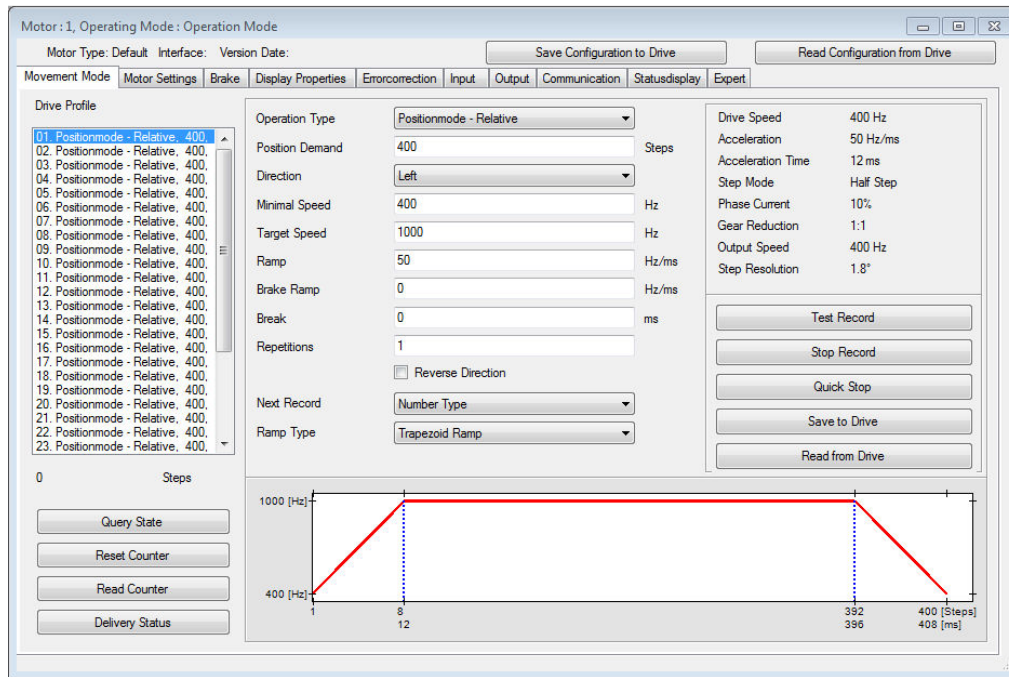 Motor : 1, Operating Mode : Operation Mode
Motor Type: Default Interface: Version Date: Save Configuration to Drive Read Configuration from Drive
Movement Mode Motor Settings Brake Display Properties Errorcorrection Input Output Communication Statusdisplay Expert
Drive Profile
01. Positionmode - Relative, 400,
02. Positionmode - Relative, 400,
03. Positionmode - Relative, 400,
04. Positionmode - Relative, 400,
05. Positionmode - Relative, 400,
06. Positionmode - Relative, 400,
07. Positionmode - Relative, 400,
08. Positionmode - Relative, 400,
09. Positionmode - Relative, 400,
10. Positionmode - Relative, 400,
11. Positionmode - Relative, 400,
12. Positionmode - Relative, 400,
13. Positionmode - Relative, 400,
14. Positionmode - Relative, 400,
15. Positionmode - Relative, 400,
16. Positionmode - Relative, 400,
17. Positionmode - Relative, 400,
18. Positionmode - Relative, 400,
19. Positionmode - Relative, 400,
20. Positionmode - Relative, 400,
21. Positionmode - Relative, 400,
22. Positionmode - Relative, 400,
23. Positionmode - Relative, 400,
0 Steps
Query State
Reset Counter
Read Counter
Delivery Status
Operation Type Positionmode - Relative
Position Demand 400 Steps
Direction Left
Minimal Speed 400 Hz
Target Speed 1000 Hz
Ramp 50 Hz/ms
Brake Ramp 0 Hz/ms
Break 0 ms
Repetitions 1
Reverse Direction
Next Record Number Type
Ramp Type Trapezoid Ramp
Drive Speed 400 Hz
Acceleration 50 Hz/ms
Acceleration Time 12 ms
Step Mode Half Step
Phase Current 10%
Gear Reduction 1:1
Output Speed 400 Hz
Step Resolution 1.8°
Test Record
Stop Record
Quick Stop
Save to Drive
Read from Drive
1000 [Hz]
400 [Hz]
1 8 392 400 [Steps]
12 396 408 [ms]